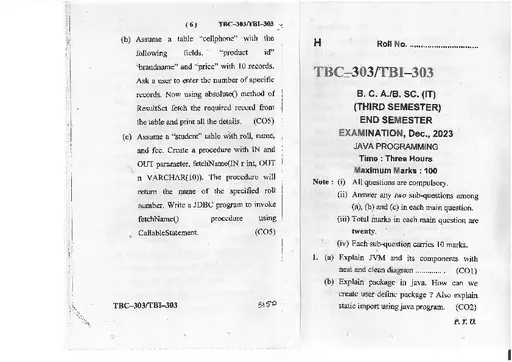 ( 6 ) TBC-303/TBI-303
(b) Assume a table "cellphone" with the
following fields. "product id"
'brandname" and "price" with 10 records.
Ask a user to enter the number of specific
records. Now using absolute() method of
ResultSet fetch the required record from
the table and print all the details. (CO5)
(c) Assume a "student" table with roll, name,
and fee. Create a procedure with IN and
OUT parameter, fetchName(IN r int, OUT
n VARCHAR(10)). The procedure will
return the name of the specified roll
number. Write a JDBC program to invoke
fetchName() procedure using
CallableStatement. (CO5)
TBC-303/TBI-303
H Roll No. ..............................
TBC-303/TBI-303
B. C. A./B. SC. (IT)
(THIRD SEMESTER)
END SEMESTER
EXAMINATION, Dec., 2023
JAVA PROGRAMMING
Time : Three Hours
Maximum Marks : 100
Note : (i) All questions are compulsory.
(ii) Answer any two sub-questions among
(a), (b) and (c) in each main question.
(iii) Total marks in each main question are
twenty.
(iv) Each sub-question carries 10 marks.
1. (a) Explain JVM and its components with
neat and clean diagram .............. (CO1)
(b) Explain package in java. How can we
create user define package ? Also explain
static import using java program. (CO2)
P. T. O.